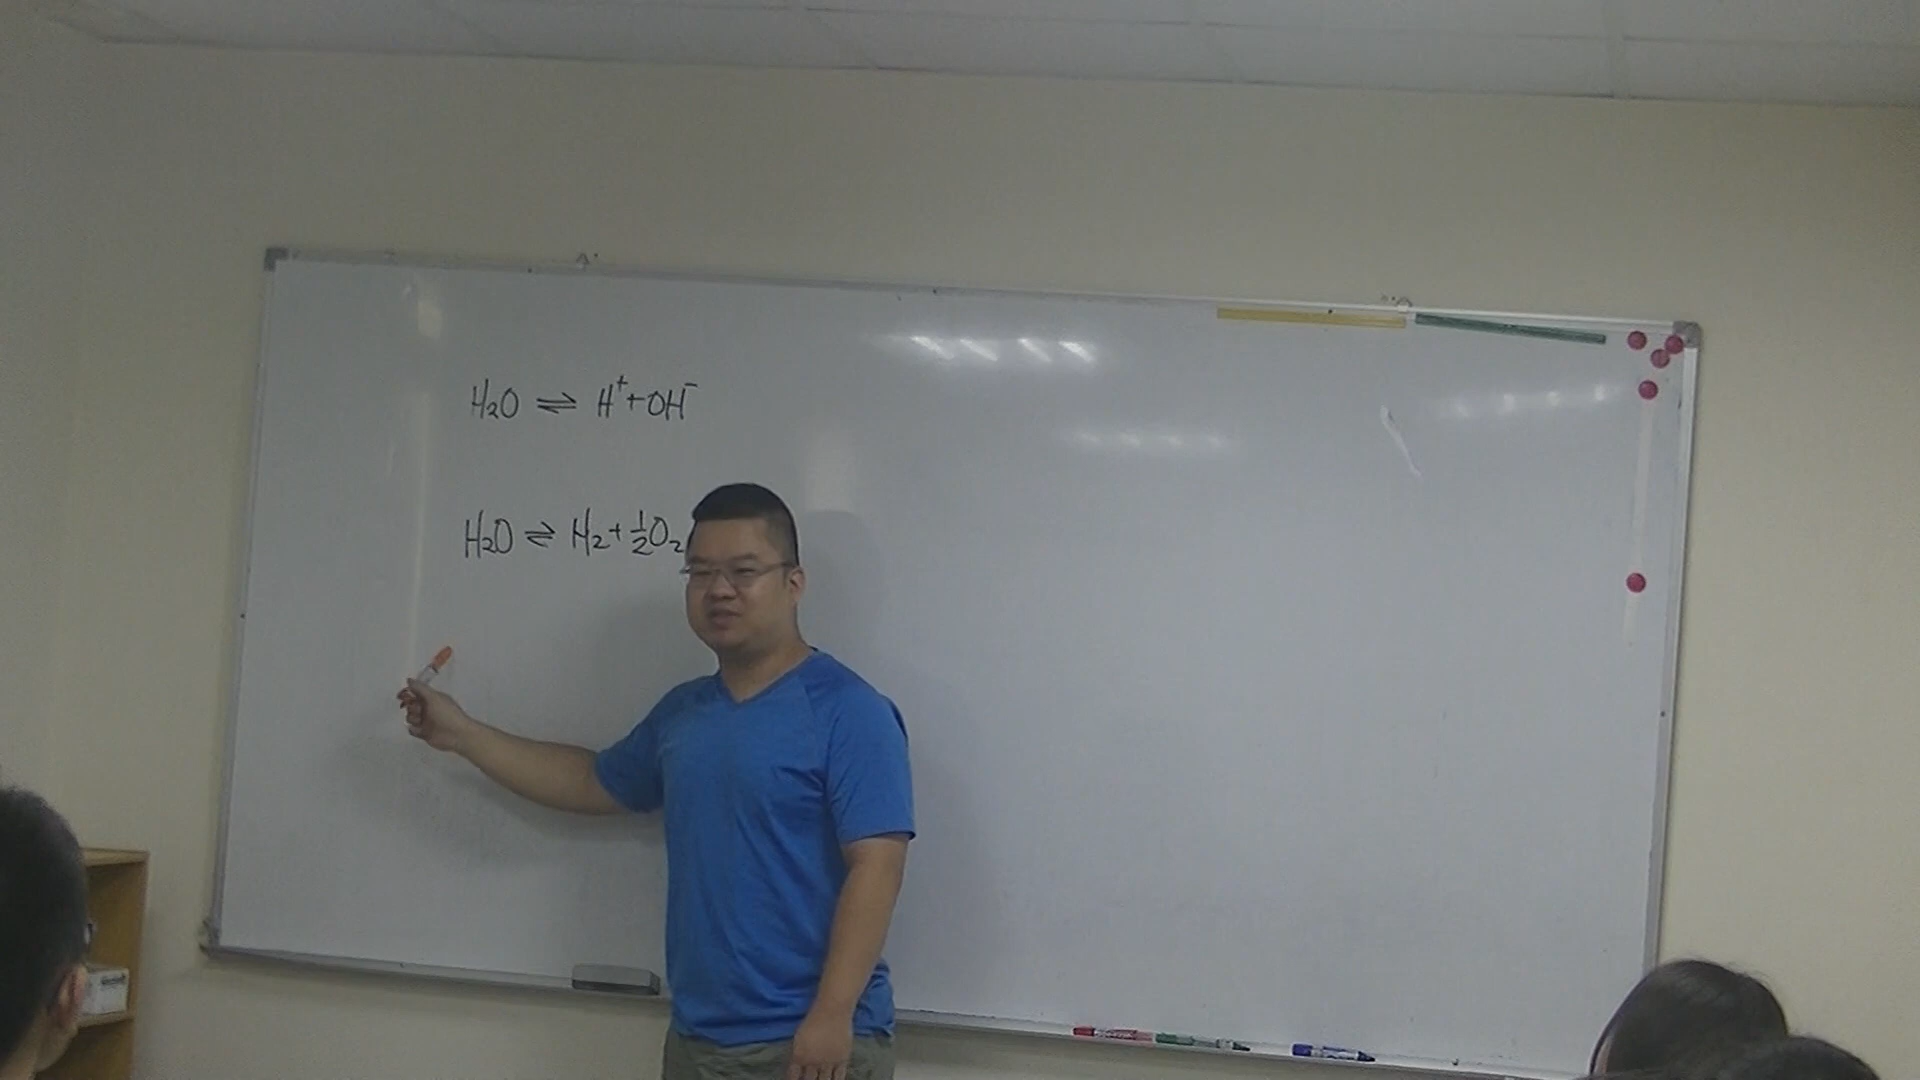 H₂O ⇌ H⁺+OH⁻
H₂O ⇌ H₂+½O₂